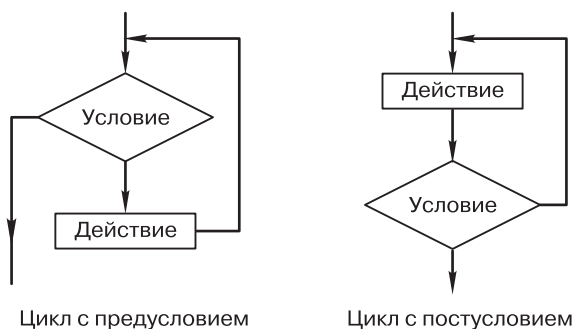 Условие
Действие
Цикл с предусловием
Действие
Условие
Цикл с постусловием